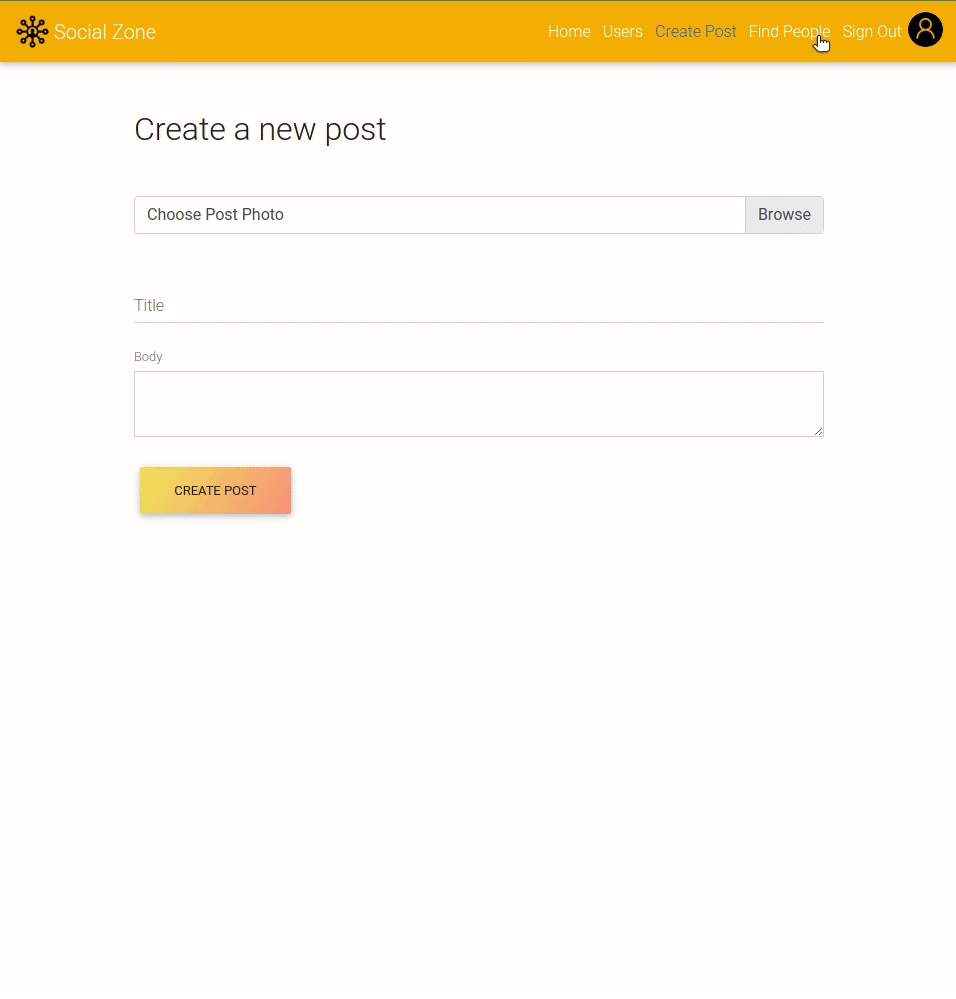 Social Zone Home Users Create Post Find People Sign Out
Create a new post
Choose Post Photo Browse
Title
Body
CREATE POST